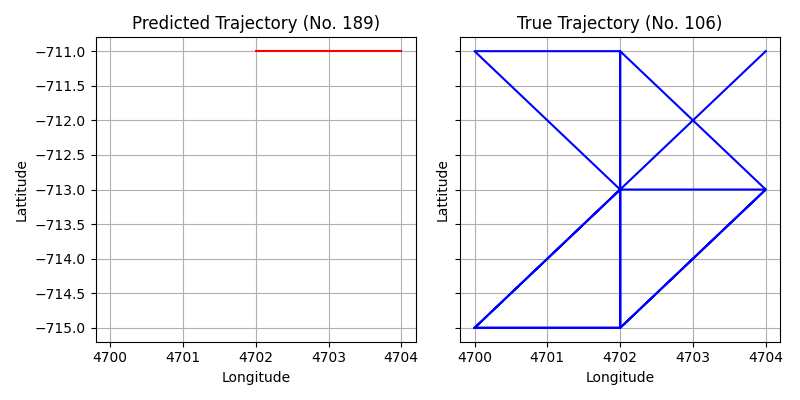 Predicted Trajectory (No. 189)
Lattitude
−711.0
−711.5
−712.0
−712.5
−713.0
−713.5
−714.0
−714.5
−715.0
4700 4701 4702 4703 4704
Longitude
True Trajectory (No. 106)
Lattitude
4700 4701 4702 4703 4704
Longitude